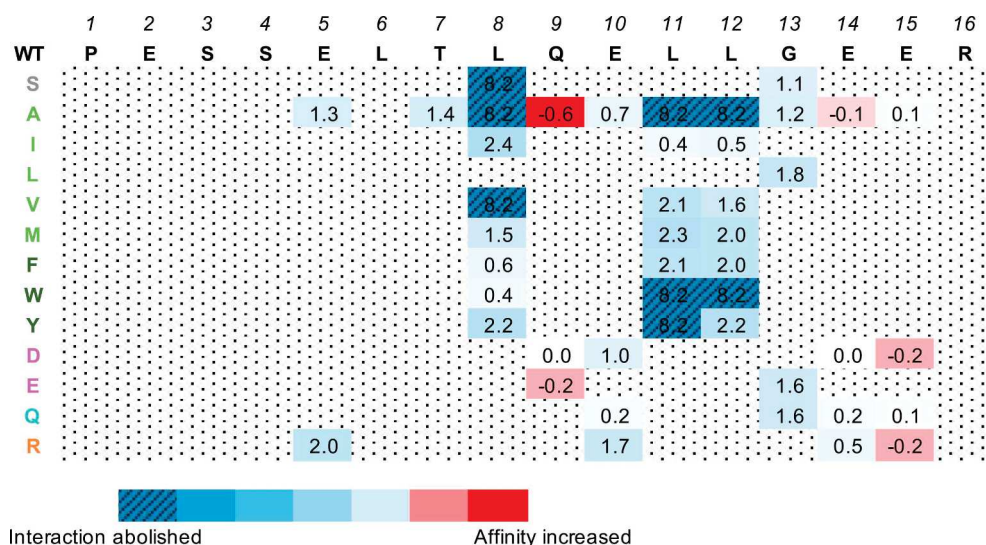 1 2 3 4 5 6 7 8 9 10 11 12 13 14 15 16
WT P E S S E L T L Q E L L G E E R
S 8.2 1.1
A 1.3 1.4 8.2 -0.6 0.7 8.2 8.2 1.2 -0.1 0.1
I 2.4 0.4 0.5
L 1.8
V 8.2 2.1 1.6
M 1.5 2.3 2.0
F 0.6 2.1 2.0
W 0.4 8.2 8.2
Y 2.2 8.2 2.2
D 0.0 1.0 0.0 -0.2
E -0.2 1.6
Q 0.2 1.6 0.2 0.1
R 2.0 1.7 0.5 -0.2
Interaction abolished Affinity increased